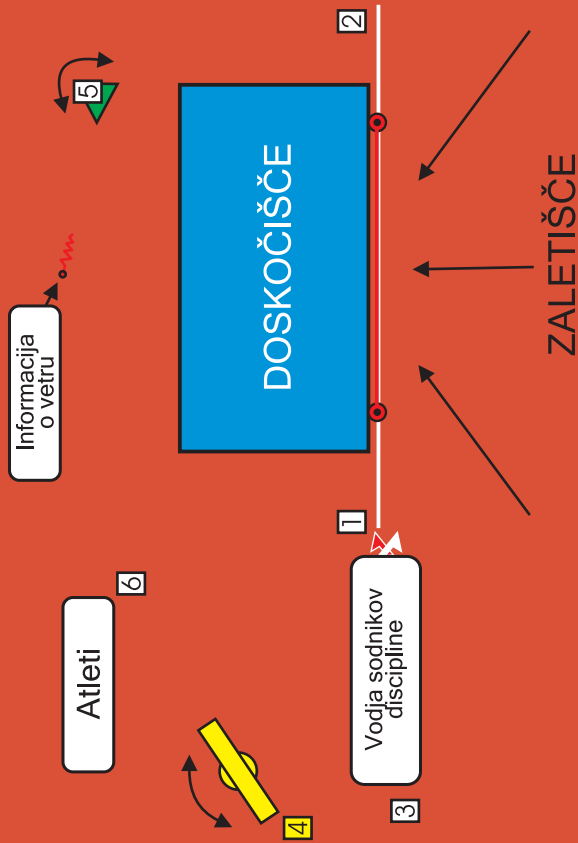 Informacija
o vetru
Atleti
5
6
DOSKOČIŠČE
4
1
2
Vodja sodnikov
discipline
3
ZALETIŠČE